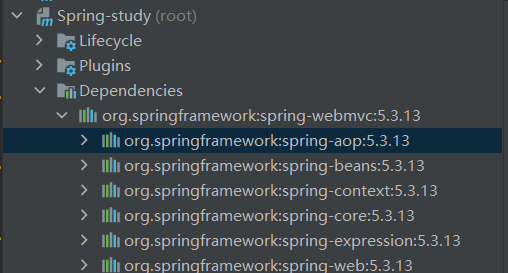 Spring-study (root)
Lifecycle
Plugins
Dependencies
org.springframework:spring-webmvc:5.3.13
org.springframework:spring-aop:5.3.13
org.springframework:spring-beans:5.3.13
org.springframework:spring-context:5.3.13
org.springframework:spring-core:5.3.13
org.springframework:spring-expression:5.3.13
org.springframework:spring-web:5.3.13